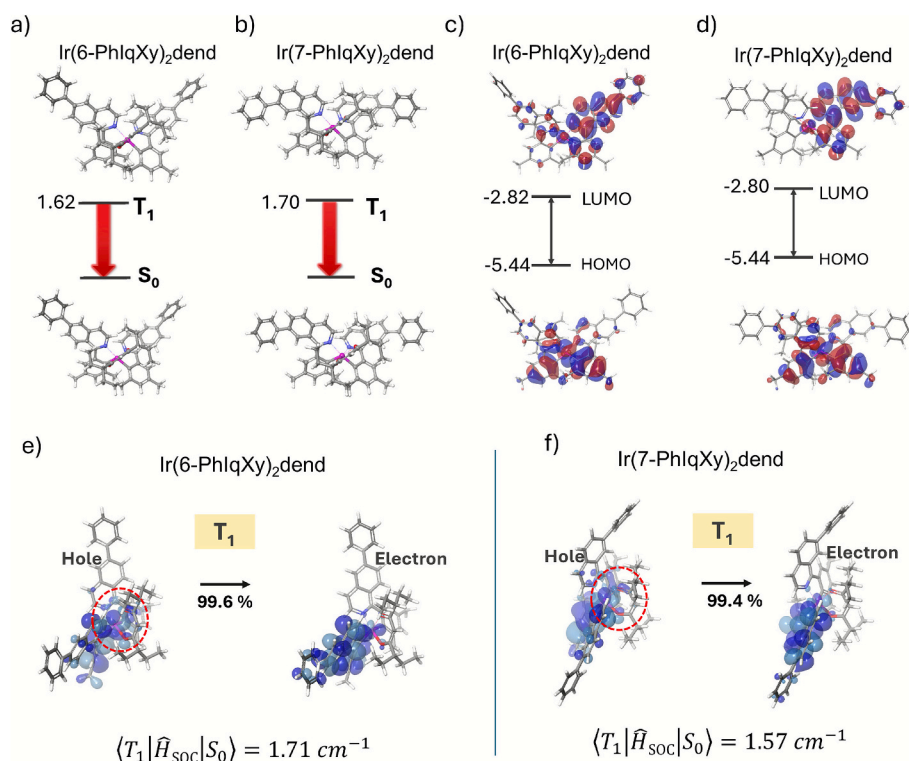 a)
Ir(6-PhIqXy)₂dend
b)
Ir(7-PhIqXy)₂dend
c)
Ir(6-PhIqXy)₂dend
d)
Ir(7-PhIqXy)₂dend
1.62
T₁
S₀
1.70
T₁
S₀
-2.82
LUMO
-5.44
HOMO
-2.80
LUMO
-5.44
HOMO
e)
Ir(6-PhIqXy)₂dend
Hole
T₁
99.6 %
Electron
⟨T₁|Ĥ_SOC|S₀⟩ = 1.71 cm⁻¹
f)
Ir(7-PhIqXy)₂dend
Hole
T₁
99.4 %
Electron
⟨T₁|Ĥ_SOC|S₀⟩ = 1.57 cm⁻¹